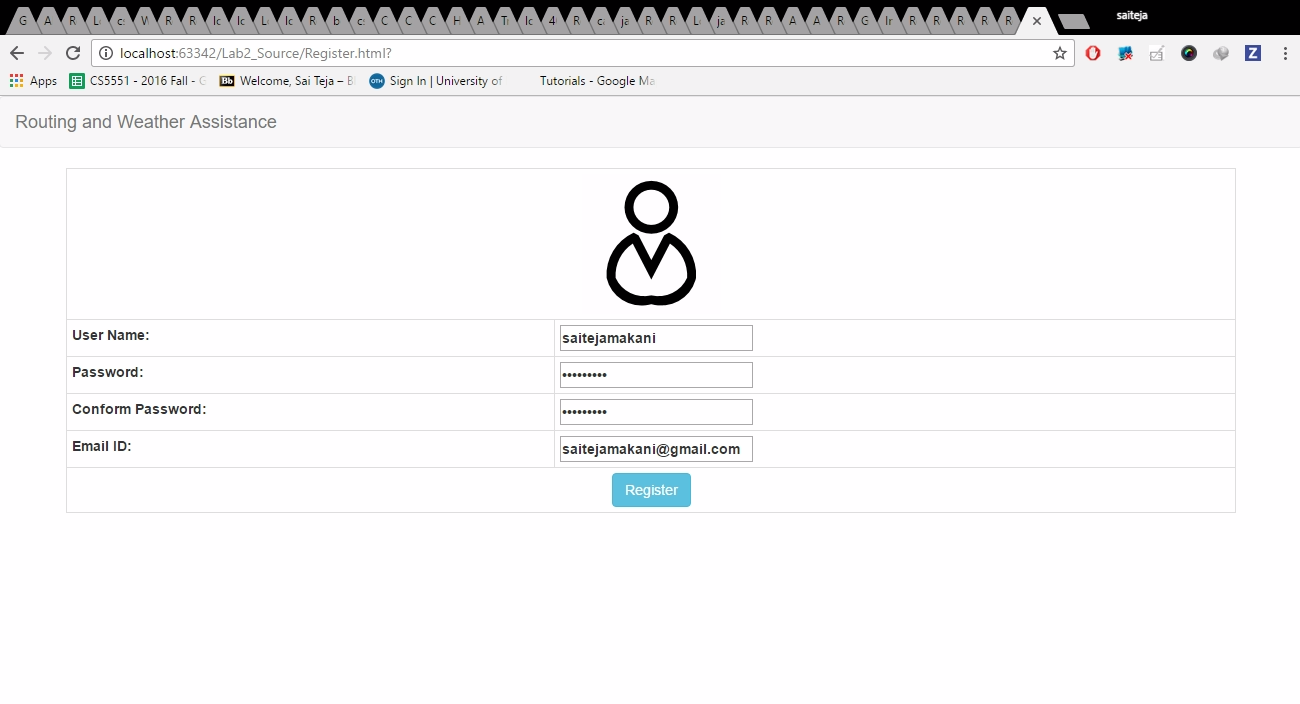 G A R L c W R R lc lc L lc R b c C C C H A T lc 4 R c ja R R L ja R R A A R G Ir R R R R R saiteja
localhost:63342/Lab2_Source/Register.html?
Apps CS5551 - 2016 Fall - G Bb Welcome, Sai Teja – B OTH Sign In | University of Tutorials - Google Ma
Routing and Weather Assistance
User Name: saitejamakani
Password: •••••••••
Conform Password: •••••••••
Email ID: saitejamakani@gmail.com
Register